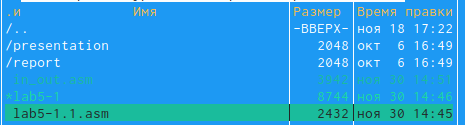 .и Имя Размер Время правки
/.. -ВВЕРХ- ноя 18 17:22
/presentation 2048 окт 6 16:49
/report 2048 окт 6 16:49
in_out.asm 3942 ноя 30
*lab5-1 8744 ноя 30 14:46
lab5-1.1.asm 2432 ноя 30 14:45